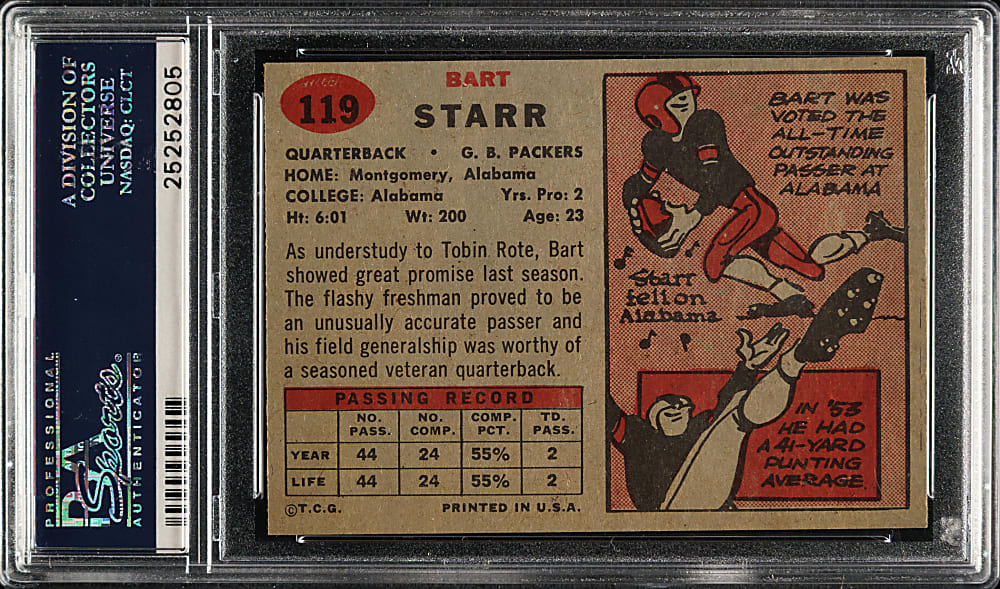 A DIVISION OF
COLLECTORS
UNIVERSE
NASDAQ: CLCT
25252805
PROFESSIONAL
PSA
Sports®
AUTHENTICATOR
119
BART
STARR
QUARTERBACK • G. B. PACKERS
HOME: Montgomery, Alabama
COLLEGE: Alabama Yrs. Pro: 2
Ht: 6:01 Wt: 200 Age: 23
As understudy to Tobin Rote, Bart
showed great promise last season.
The flashy freshman proved to be
an unusually accurate passer and
his field generalship was worthy of
a seasoned veteran quarterback.
PASSING RECORD
NO. PASS. NO. COMP. COMP. PCT. TD. PASS.
YEAR 44 24 55% 2
LIFE 44 24 55% 2
©T.C.G. PRINTED IN U.S.A.
BART WAS
VOTED THE
ALL-TIME
OUTSTANDING
PASSER AT
ALABAMA
Starr
fell on
Alabama
IN '53
HE HAD
A 41-YARD
PUNTING
AVERAGE.